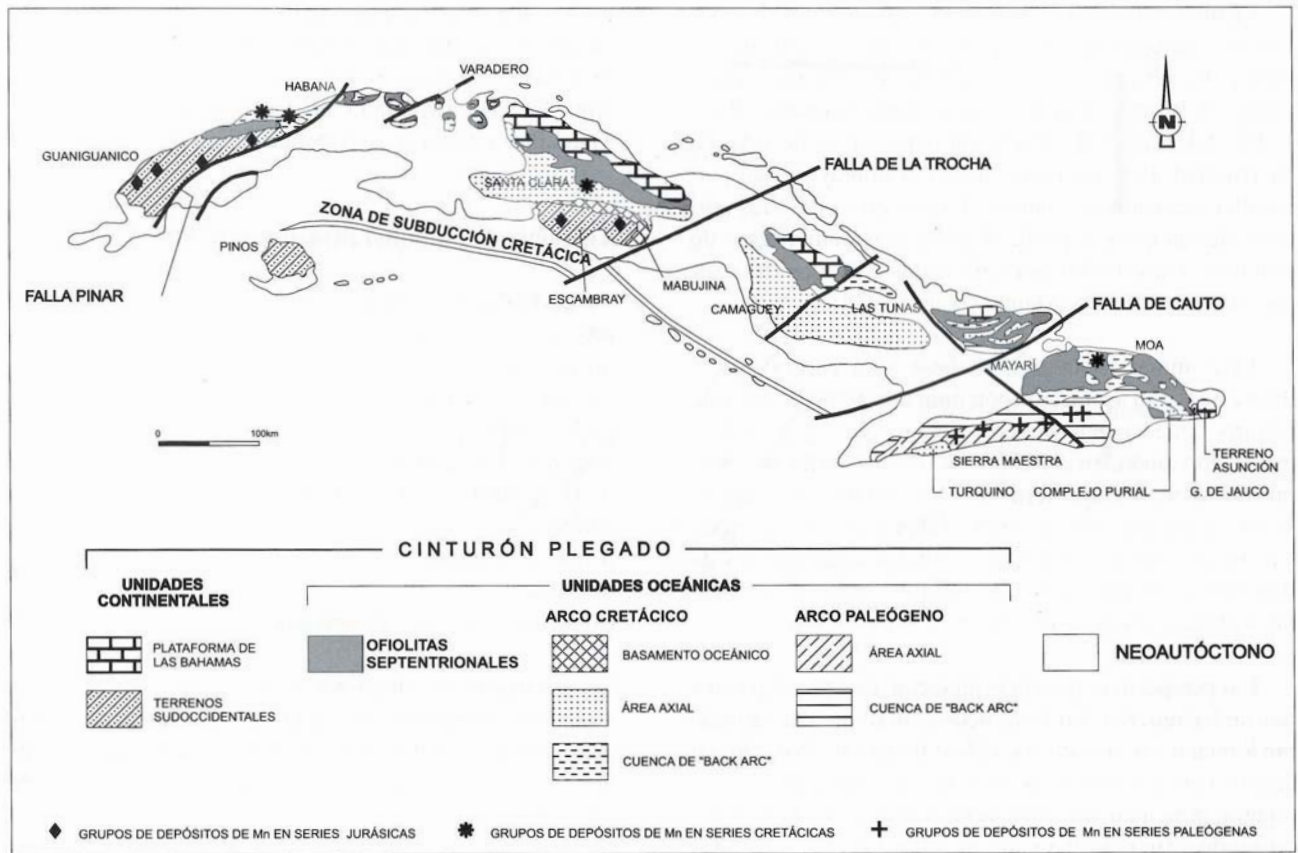 VARADERO
HABANA
N
GUANIGUANICO
FALLA DE LA TROCHA
SANTA CLARA
ZONA DE SUBDUCCIÓN CRETÁCICA
PINOS
FALLA PINAR
ESCAMBRAY
MABUJINA
CAMAGUEY
LAS TUNAS
FALLA DE CAUTO
MAYARÍ
MOA
0 100km
SIERRA MAESTRA
TERRENO
ASUNCIÓN
TURQUINO
COMPLEJO PURIAL
G. DE JAUCO
CINTURÓN PLEGADO
UNIDADES
CONTINENTALES
UNIDADES OCEÁNICAS
ARCO CRETÁCICO
ARCO PALEÓGENO
PLATAFORMA DE
LAS BAHAMAS
OFIOLITAS
SEPTENTRIONALES
BASAMENTO OCEÁNICO
ÁREA AXIAL
NEOAUTÓCTONO
TERRENOS
SUDOCCIDENTALES
ÁREA AXIAL
CUENCA DE "BACK ARC"
CUENCA DE "BACK ARC"
GRUPOS DE DEPÓSITOS DE Mn EN SERIES JURÁSICAS
GRUPOS DE DEPÓSITOS DE Mn EN SERIES CRETÁCICAS
GRUPOS DE DEPÓSITOS DE Mn EN SERIES PALEÓGENAS